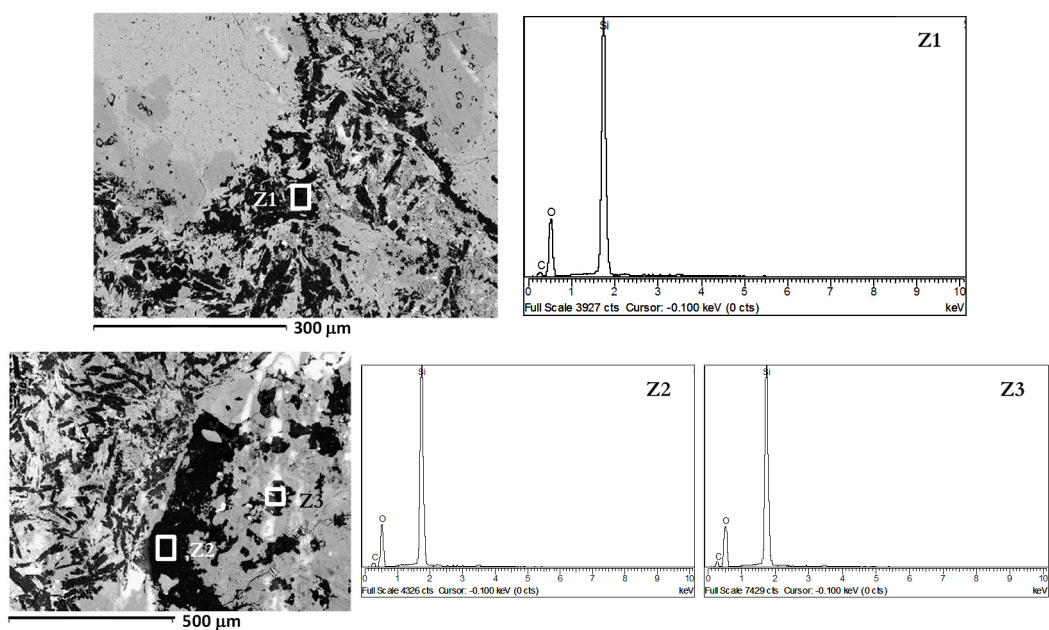 Z1
300 μm
Z1
Si
O
C
0 1 2 3 4 5 6 7 8 9 10
Full Scale 3927 cts Cursor: -0.100 keV (0 cts) keV
Z3
Z2
500 μm
Z2
Si
O
C
0 1 2 3 4 5 6 7 8 9 10
Full Scale 4326 cts Cursor: -0.100 keV (0 cts) keV
Z3
Si
O
C
0 1 2 3 4 5 6 7 8 9 10
Full Scale 7429 cts Cursor: -0.100 keV (0 cts) keV